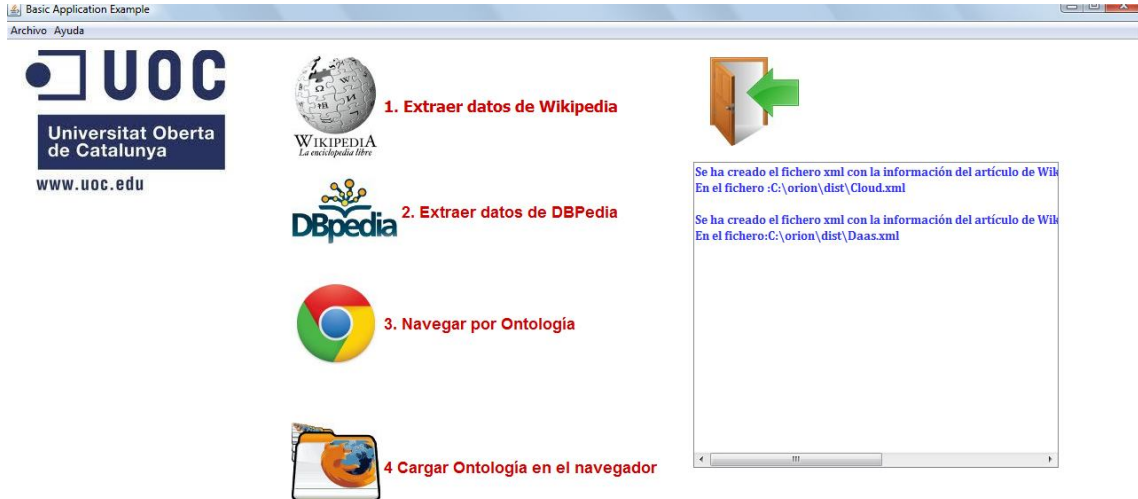 Basic Application Example
Archivo Ayuda
UOC
Universitat Oberta
de Catalunya
www.uoc.edu
WIKIPEDIA
La enciclopedia libre
1. Extraer datos de Wikipedia
DBpedia
2. Extraer datos de DBPedia
3. Navegar por Ontología
4 Cargar Ontología en el navegador
Se ha creado el fichero xml con la información del artículo de Wik
En el fichero :C:\orion\dist\Cloud.xml
Se ha creado el fichero xml con la información del artículo de Wik
En el fichero:C:\orion\dist\Daas.xml